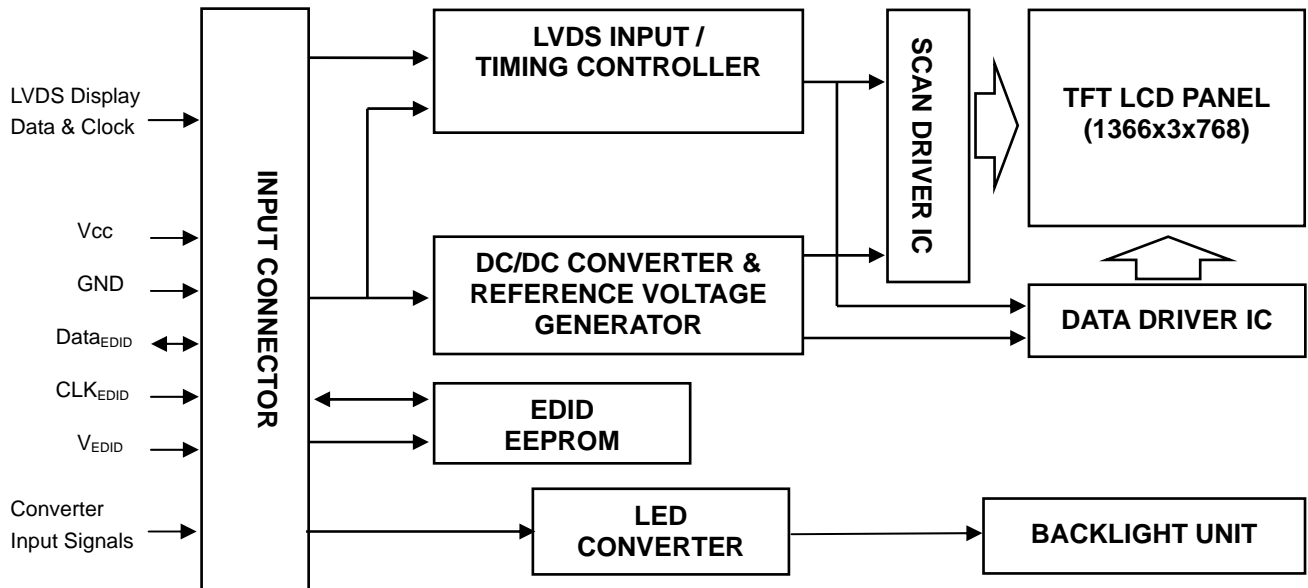 LVDS Display
Data & Clock
Vcc
GND
DataEDID
CLKEDID
VEDID
Converter
Input Signals
INPUT CONNECTOR
LVDS INPUT /
TIMING CONTROLLER
DC/DC CONVERTER &
REFERENCE VOLTAGE
GENERATOR
EDID
EEPROM
LED
CONVERTER
SCAN DRIVER IC
TFT LCD PANEL
(1366x3x768)
DATA DRIVER IC
BACKLIGHT UNIT